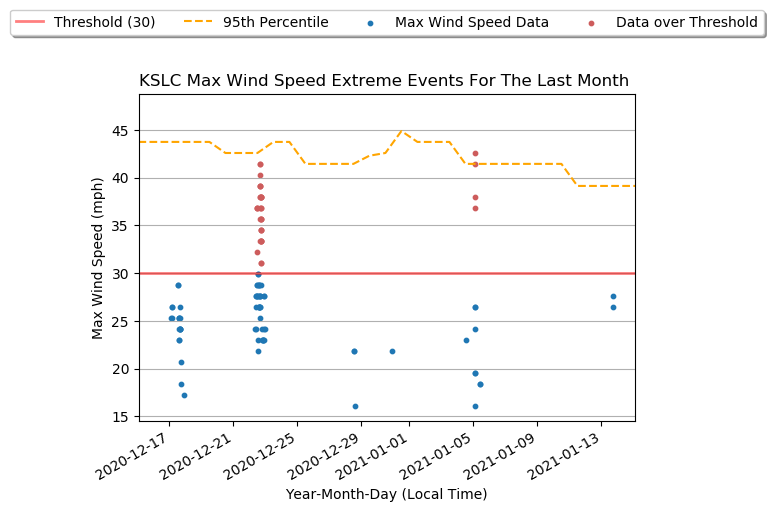 Threshold (30) 95th Percentile Max Wind Speed Data Data over Threshold
KSLC Max Wind Speed Extreme Events For The Last Month
Max Wind Speed (mph)
45
40
35
30
25
20
15
2020-12-17 2020-12-21 2020-12-25 2020-12-29 2021-01-01 2021-01-05 2021-01-09 2021-01-13
Year-Month-Day (Local Time)